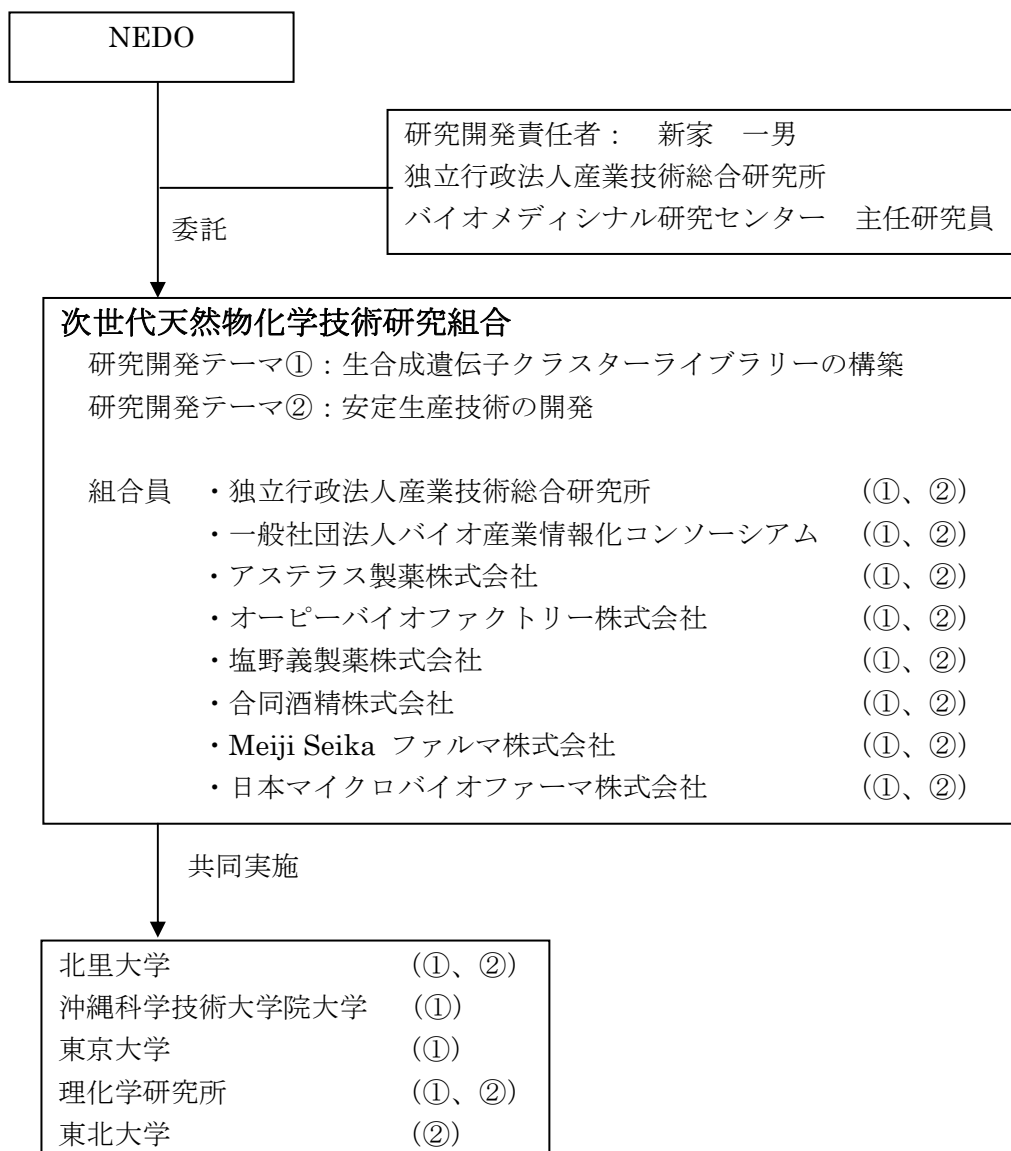 NEDO
研究開発責任者： 新家 一男
独立行政法人産業技術総合研究所
バイオメディシナル研究センター 主任研究員
委託
次世代天然物化学技術研究組合
研究開発テーマ①：生合成遺伝子クラスターライブラリーの構築
研究開発テーマ②：安定生産技術の開発
組合員 ・独立行政法人産業技術総合研究所 （①、②）
・一般社団法人バイオ産業情報化コンソーシアム （①、②）
・アステラス製薬株式会社 （①、②）
・オーピーバイオファクトリー株式会社 （①、②）
・塩野義製薬株式会社 （①、②）
・合同酒精株式会社 （①、②）
・Meiji Seika ファルマ株式会社 （①、②）
・日本マイクロバイオファーマ株式会社 （①、②）
共同実施
北里大学 （①、②）
沖縄科学技術大学院大学 （①）
東京大学 （①）
理化学研究所 （①、②）
東北大学 （②）